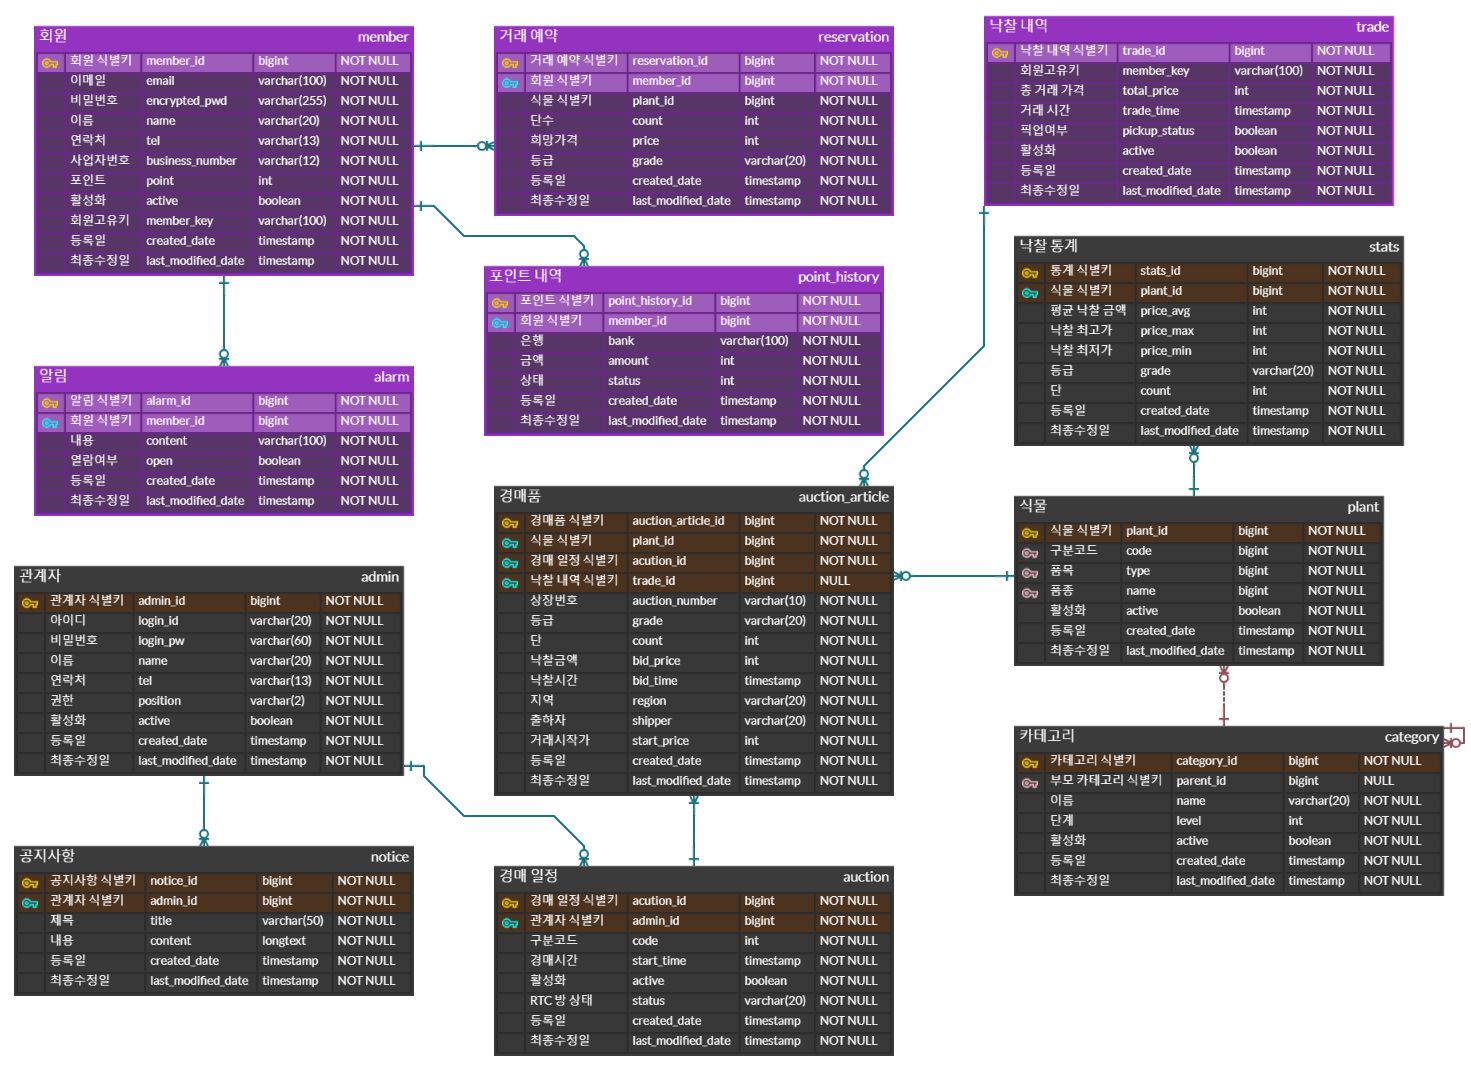 회원 member
회원 식별키 member_id bigint NOT NULL
이메일 email varchar(100) NOT NULL
비밀번호 encrypted_pwd varchar(255) NOT NULL
이름 name varchar(20) NOT NULL
연락처 tel varchar(13) NOT NULL
사업자번호 business_number varchar(12) NOT NULL
포인트 point int NOT NULL
활성화 active boolean NOT NULL
회원고유키 member_key varchar(100) NOT NULL
등록일 created_date timestamp NOT NULL
최종수정일 last_modified_date timestamp NOT NULL
거래 예약 reservation
거래 예약 식별키 reservation_id bigint NOT NULL
회원 식별키 member_id bigint NOT NULL
식물 식별키 plant_id bigint NOT NULL
단수 count int NOT NULL
희망가격 price int NOT NULL
등급 grade varchar(20) NOT NULL
등록일 created_date timestamp NOT NULL
최종수정일 last_modified_date timestamp NOT NULL
낙찰 내역 trade
낙찰 내역 식별키 trade_id bigint NOT NULL
회원고유키 member_key varchar(100) NOT NULL
총 거래 가격 total_price int NOT NULL
거래 시간 trade_time timestamp NOT NULL
픽업여부 pickup_status boolean NOT NULL
활성화 active boolean NOT NULL
등록일 created_date timestamp NOT NULL
최종수정일 last_modified_date timestamp NOT NULL
포인트 내역 point_history
포인트 식별키 point_history_id bigint NOT NULL
회원 식별키 member_id bigint NOT NULL
은행 bank varchar(100) NOT NULL
금액 amount int NOT NULL
상태 status int NOT NULL
등록일 created_date timestamp NOT NULL
최종수정일 last_modified_date timestamp NOT NULL
낙찰 통계 stats
통계 식별키 stats_id bigint NOT NULL
식물 식별키 plant_id bigint NOT NULL
평균 낙찰 금액 price_avg int NOT NULL
낙찰 최고가 price_max int NOT NULL
낙찰 최저가 price_min int NOT NULL
등급 grade varchar(20) NOT NULL
단 count int NOT NULL
등록일 created_date timestamp NOT NULL
최종수정일 last_modified_date timestamp NOT NULL
알림 alarm
알림 식별키 alarm_id bigint NOT NULL
회원 식별키 member_id bigint NOT NULL
내용 content varchar(100) NOT NULL
열람여부 open boolean NOT NULL
등록일 created_date timestamp NOT NULL
최종수정일 last_modified_date timestamp NOT NULL
경매품 auction_article
경매품 식별키 auction_article_id bigint NOT NULL
식물 식별키 plant_id bigint NOT NULL
경매 일정 식별키 acution_id bigint NOT NULL
낙찰 내역 식별키 trade_id bigint NULL
상장번호 auction_number varchar(10) NOT NULL
등급 grade varchar(20) NOT NULL
단 count int NOT NULL
낙찰금액 bid_price int NOT NULL
낙찰시간 bid_time timestamp NOT NULL
지역 region varchar(20) NOT NULL
출하자 shipper varchar(20) NOT NULL
거래시작가 start_price int NOT NULL
등록일 created_date timestamp NOT NULL
최종수정일 last_modified_date timestamp NOT NULL
식물 plant
식물 식별키 plant_id bigint NOT NULL
구분코드 code bigint NOT NULL
품목 type bigint NOT NULL
품종 name bigint NOT NULL
활성화 active boolean NOT NULL
등록일 created_date timestamp NOT NULL
최종수정일 last_modified_date timestamp NOT NULL
관계자 admin
관계자 식별키 admin_id bigint NOT NULL
아이디 login_id varchar(20) NOT NULL
비밀번호 login_pw varchar(60) NOT NULL
이름 name varchar(20) NOT NULL
연락처 tel varchar(13) NOT NULL
권한 position varchar(2) NOT NULL
활성화 active boolean NOT NULL
등록일 created_date timestamp NOT NULL
최종수정일 last_modified_date timestamp NOT NULL
카테고리 category
카테고리 식별키 category_id bigint NOT NULL
부모 카테고리 식별키 parent_id bigint NULL
이름 name varchar(20) NOT NULL
단계 level int NOT NULL
활성화 active boolean NOT NULL
등록일 created_date timestamp NOT NULL
최종수정일 last_modified_date timestamp NOT NULL
공지사항 notice
공지사항 식별키 notice_id bigint NOT NULL
관계자 식별키 admin_id bigint NOT NULL
제목 title varchar(50) NOT NULL
내용 content longtext NOT NULL
등록일 created_date timestamp NOT NULL
최종수정일 last_modified_date timestamp NOT NULL
경매 일정 auction
경매 일정 식별키 acution_id bigint NOT NULL
관계자 식별키 admin_id bigint NOT NULL
구분코드 code int NOT NULL
경매시간 start_time timestamp NOT NULL
활성화 active boolean NOT NULL
RTC 방 상태 status varchar(20) NOT NULL
등록일 created_date timestamp NOT NULL
최종수정일 last_modified_date timestamp NOT NULL